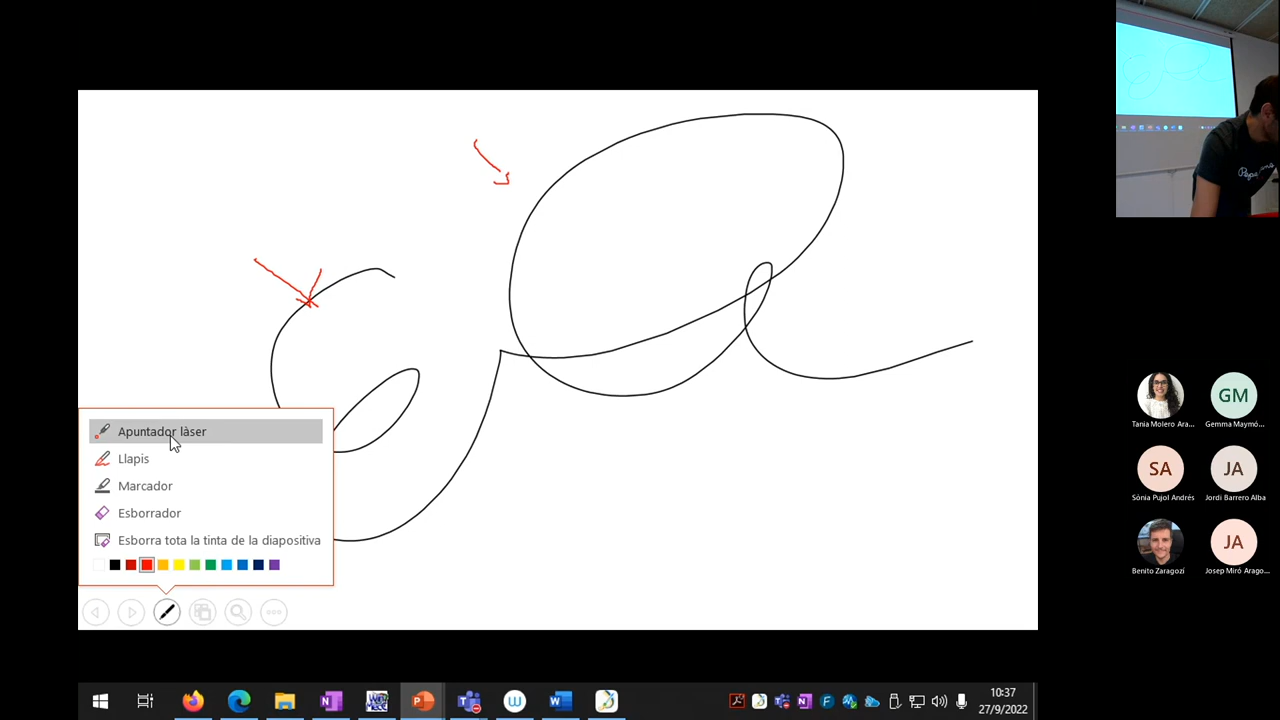 Apuntador làser
Llapis
Marcador
Esborrador
Esborra tota la tinta de la diapositiva
Tania Molero Ara...
Gemma Maymó...
GM
SA
JA
Sónia Pujol Andrés
Jordi Barrero Alba
JA
Benito Zaragozí
Josep Miró Arago...
10:37
27/9/2022